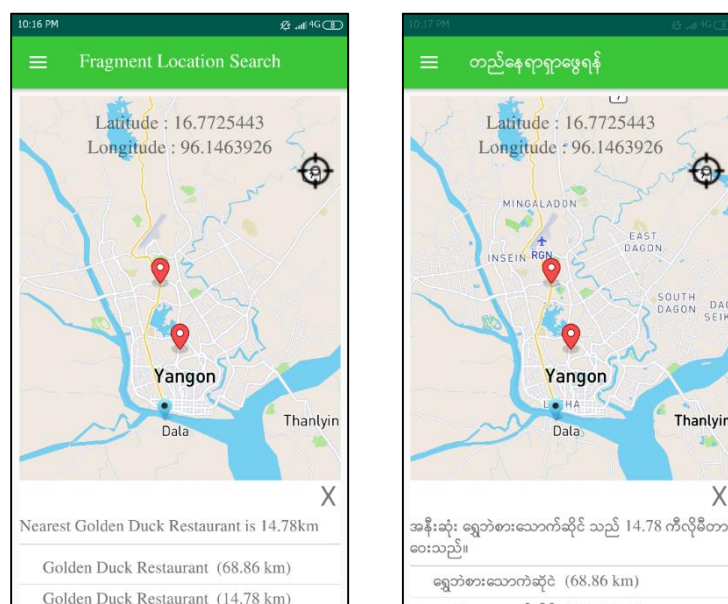 10:16 PM
4G
Fragment Location Search
Latitude : 16.7725443
Longitude : 96.1463926
Yangon
Dala
Thanlyin
X
Nearest Golden Duck Restaurant is 14.78km
Golden Duck Restaurant (68.86 km)
Golden Duck Restaurant (14.78 km)
10:17 PM
4G
တည်နေရာရှာဖွေရန်
Latitude : 16.7725443
Longitude : 96.1463926
MINGALADON
EAST
DAGON
INSEIN
RGN
SOUTH
DAGON
SEIK
Yangon
Dala
Thanlyin
X
အနီးဆုံး ရွှေဘဲစားသောက်ဆိုင် သည် 14.78 ကီလိုမီတာ
ဝေးသည်။
ရွှေဘဲစားသောက်ဆိုင် (68.86 km)